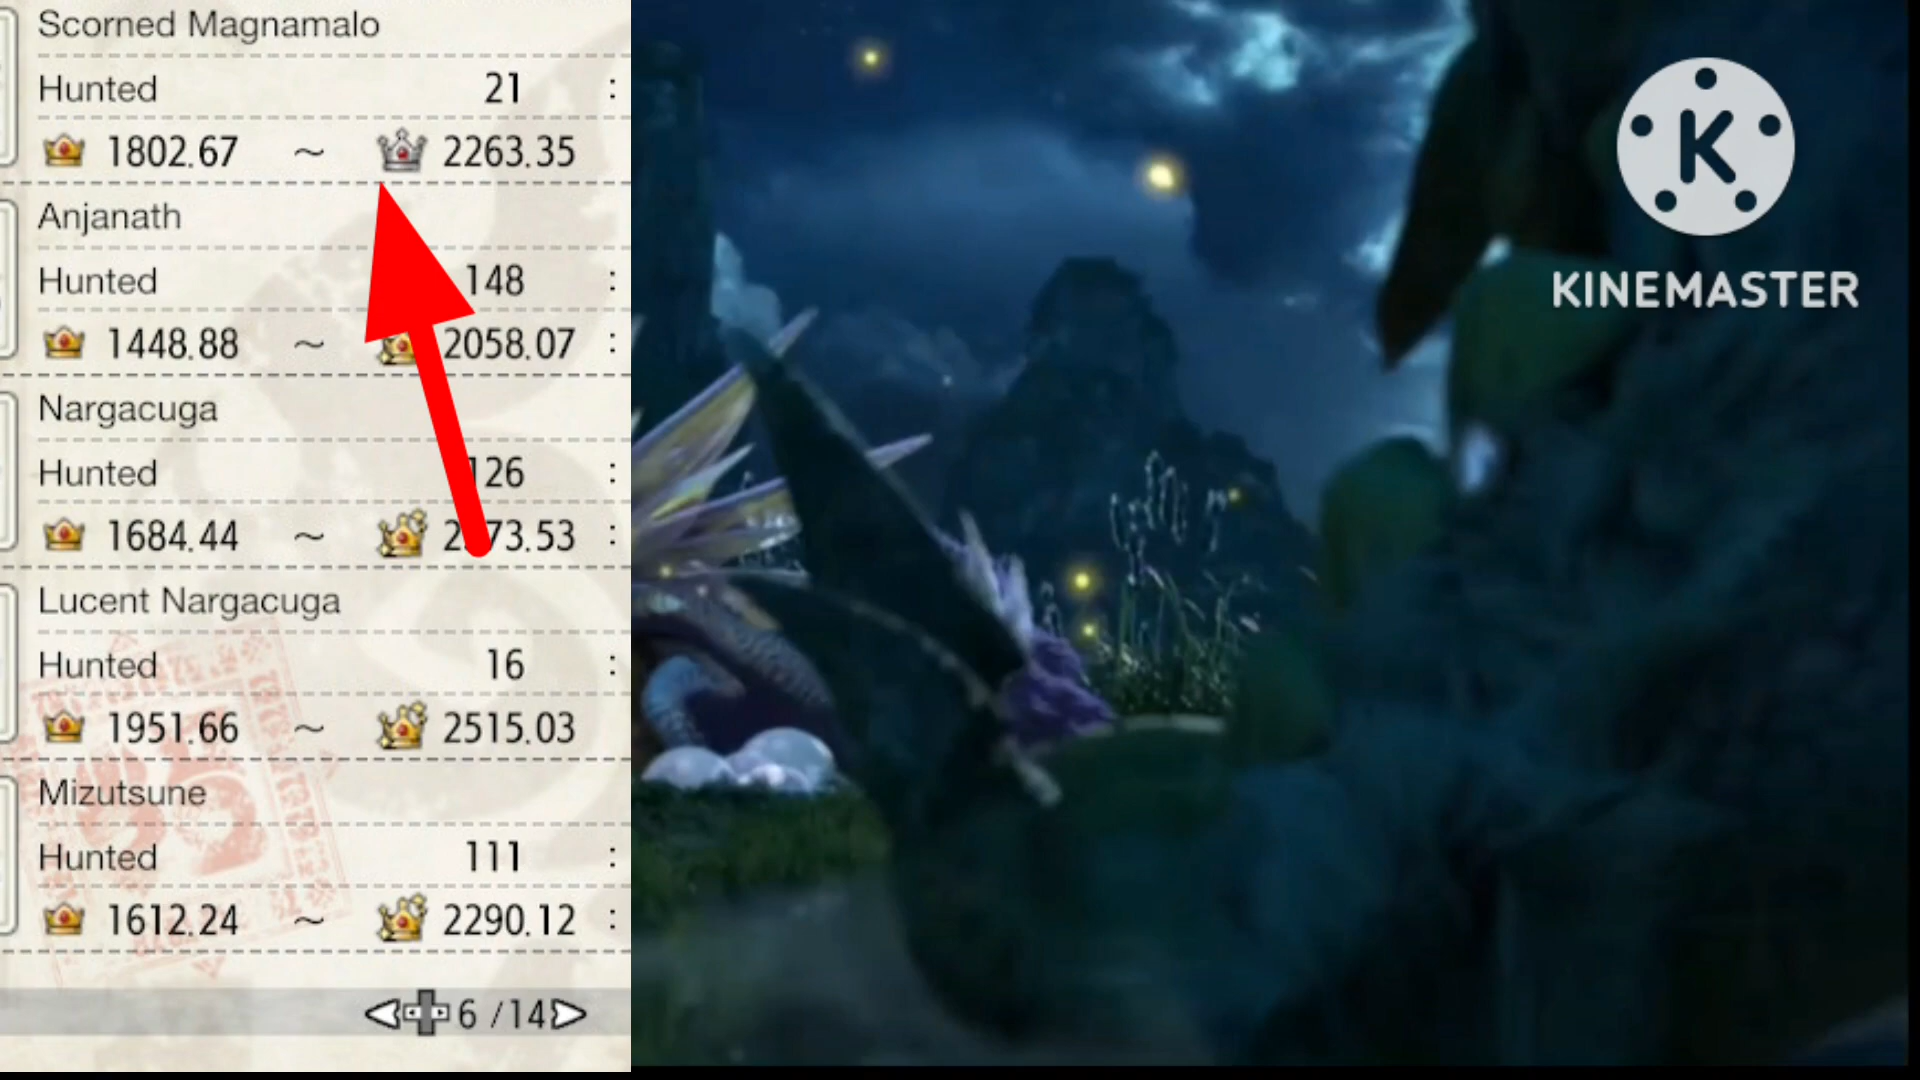 Scorned Magnamalo
Hunted 21 :
1802.67 ~ 2263.35
Anjanath
Hunted 148 :
1448.88 ~ 2058.07 :
Nargacuga
Hunted 126 :
1684.44 ~ :
Lucent Nargacuga
Hunted 16 :
1951.66 ~ 2515.03
Mizutsune
Hunted 111 :
1612.24 ~ 2290.12 :
6 /14
K
KINEMASTER